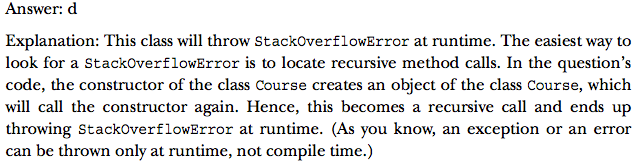 Answer: d
Explanation: This class will throw StackOverflowError at runtime. The easiest way to
look for a StackOverflowError is to locate recursive method calls. In the question’s
code, the constructor of the class Course creates an object of the class Course, which
will call the constructor again. Hence, this becomes a recursive call and ends up
throwing StackOverflowError at runtime. (As you know, an exception or an error
can be thrown only at runtime, not compile time.)